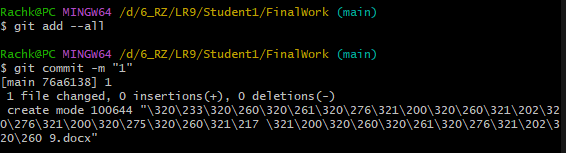 Rachk@PC MINGW64 /d/6_RZ/LR9/Student1/FinalWork (main)
$ git add --all
Rachk@PC MINGW64 /d/6_RZ/LR9/Student1/FinalWork (main)
$ git commit -m "1"
[main 76a6138] 1
 1 file changed, 0 insertions(+), 0 deletions(-)
 create mode 100644 "\320\233\320\260\320\261\320\276\321\200\320\260\321\202\32
0\276\321\200\320\275\320\260\321\217 \321\200\320\260\320\261\320\276\321\202\3
20\260 9.docx"